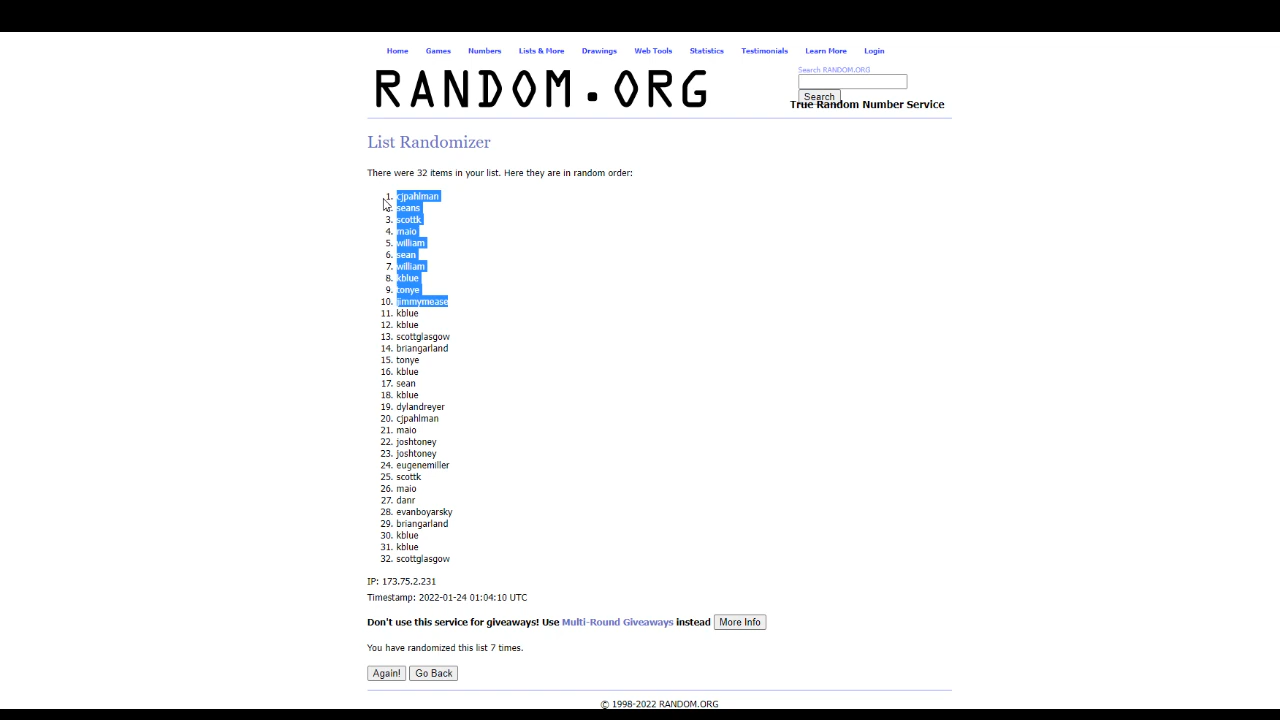 Home Games Numbers Lists & More Drawings Web Tools Statistics Testimonials Learn More Login
RANDOM.ORG
Search RANDOM.ORG
Search
True Random Number Service
List Randomizer
There were 32 items in your list. Here they are in random order:
1. cjpahlman
seans
3. scottk
4. maio
5. william
6. sean
7. william
8. kblue
9. tonye
10. jimmymease
11. kblue
12. kblue
13. scottglasgow
14. briangarland
15. tonye
16. kblue
17. sean
18. kblue
19. dylandreyer
20. cjpahlman
21. maio
22. joshtoney
23. joshtoney
24. eugenemiller
25. scottk
26. maio
27. danr
28. evanboyarsky
29. briangarland
30. kblue
31. kblue
32. scottglasgow
IP: 173.75.2.231
Timestamp: 2022-01-24 01:04:10 UTC
Don't use this service for giveaways! Use Multi-Round Giveaways instead More Info
You have randomized this list 7 times.
Again! Go Back
© 1998-2022 RANDOM.ORG